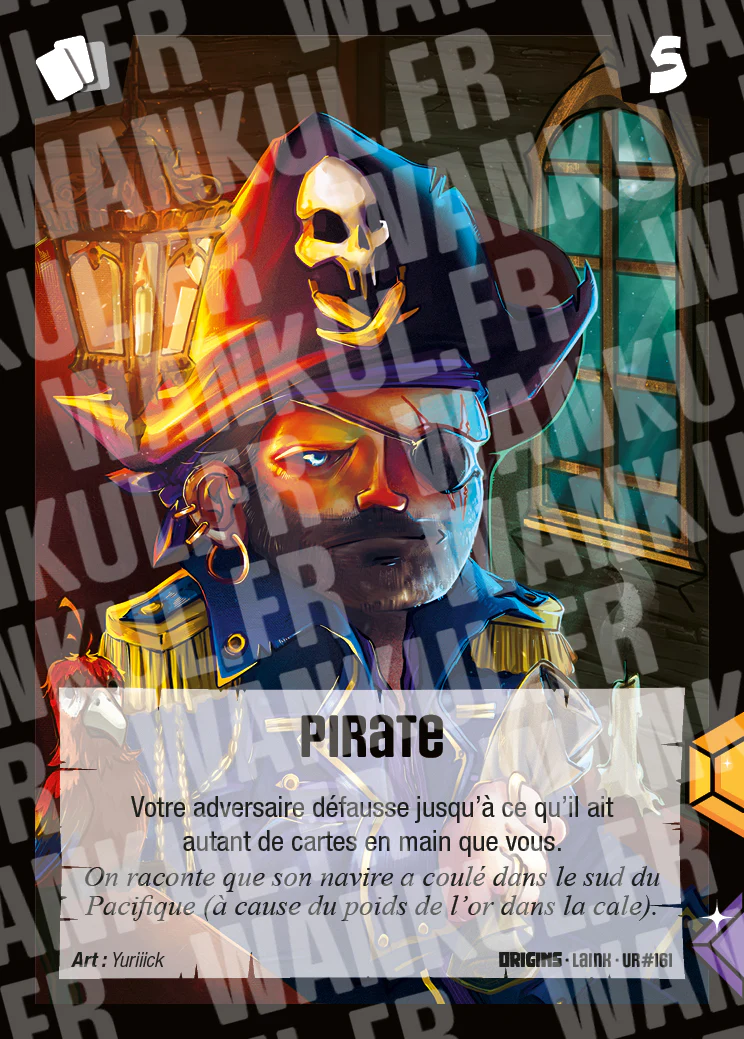 5
PIRATE
Votre adversaire défausse jusqu'à ce qu'il ait
autant de cartes en main que vous.
On raconte que son navire a coulé dans le sud du
Pacifique (à cause du poids de l'or dans la cale).
Art : Yuriiick
ORIGINS · LAINK · UR#161
WANKUL.FR